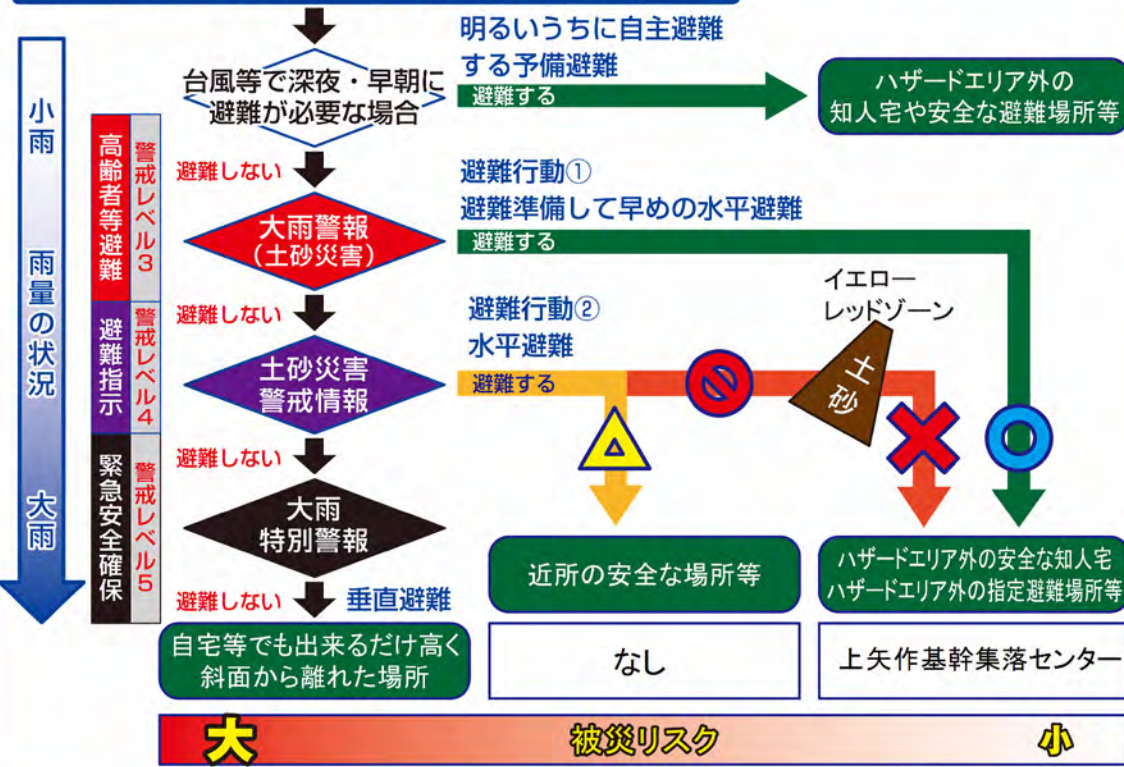 明るいうちに自主避難
する予備避難
避難する
台風等で深夜・早朝に
避難が必要な場合
ハザードエリア外の
知人宅や安全な避難場所等
小雨
雨量の状況
大雨
高齢者等避難
警戒レベル3
避難しない
避難行動①
避難準備して早めの水平避難
避難する
大雨警報
(土砂災害)
イエロー
レッドゾーン
避難指示
警戒レベル4
避難しない
避難行動②
水平避難
避難する
土砂災害
警戒情報
土砂
緊急安全確保
警戒レベル5
避難しない
大雨
特別警報
近所の安全な場所等
ハザードエリア外の安全な知人宅
ハザードエリア外の指定避難場所等
避難しない
垂直避難
自宅等でも出来るだけ高く
斜面から離れた場所
なし
上矢作基幹集落センター
大
被災リスク
小